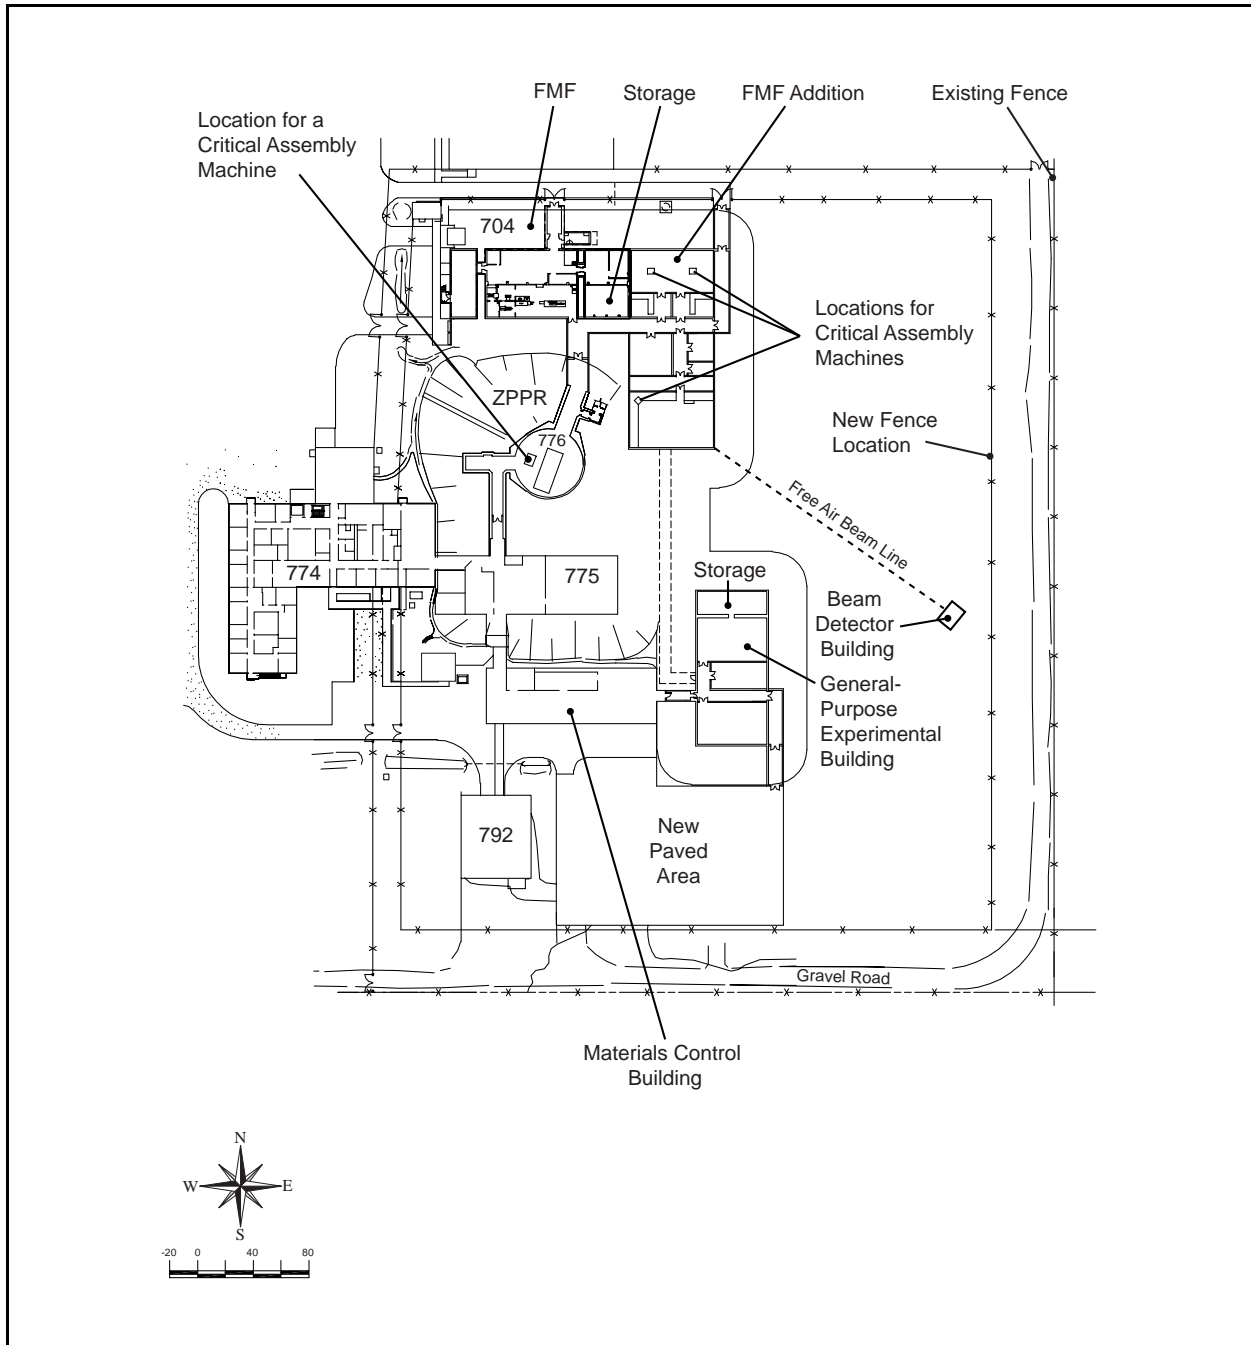 FMF
Storage
FMF Addition
Existing Fence
Location for a
Critical Assembly
Machine
704
Locations for
Critical Assembly
Machines
ZPPR
776
New Fence
Location
Free Air Beam Line
774
775
Storage
Beam
Detector
Building
General-
Purpose
Experimental
Building
792
New
Paved
Area
Gravel Road
Materials Control
Building
N
W
E
S
-20 0 40 80